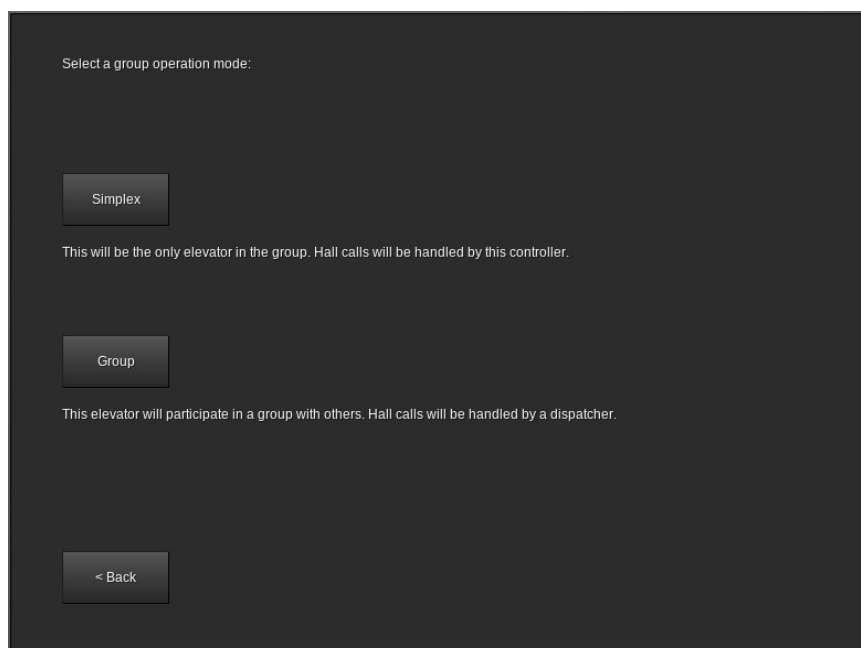 Select a group operation mode:
Simplex
This will be the only elevator in the group. Hall calls will be handled by this controller.
Group
This elevator will participate in a group with others. Hall calls will be handled by a dispatcher.
< Back